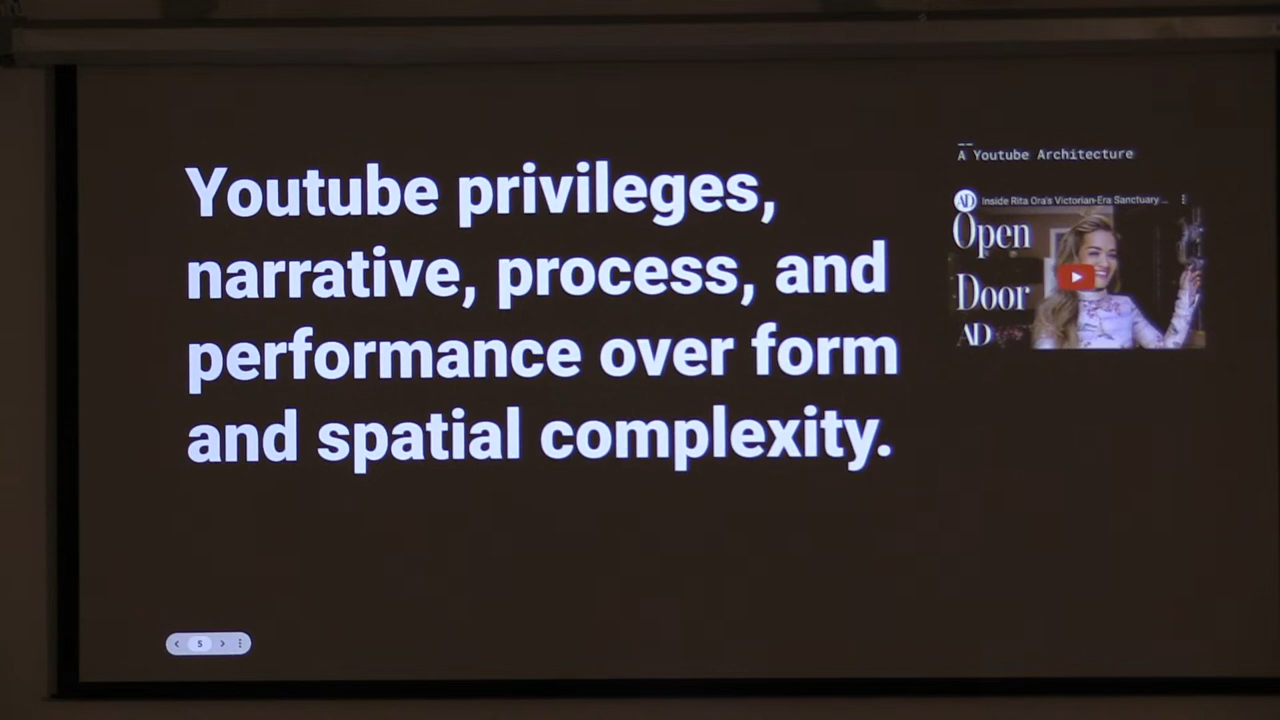 Youtube privileges,
narrative, process, and
performance over form
and spatial complexity.
A Youtube Architecture
AD Inside Rita Ora's Victorian-Era Sanctuary ...
Open
Door
AD
5